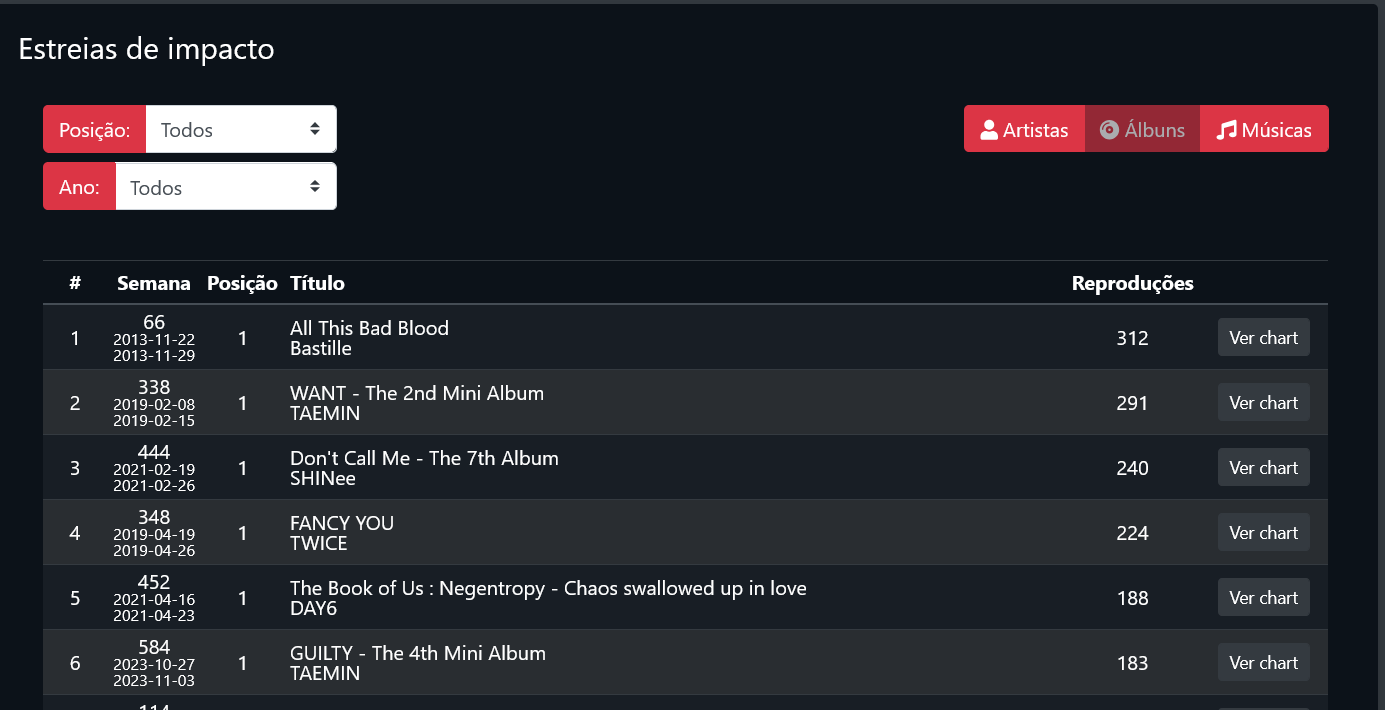 Estreias de impacto
Posição: Todos
Artistas Álbuns Músicas
Ano: Todos
# Semana Posição Título Reproduções
66
2013-11-22
2013-11-29
1 1 All This Bad Blood
Bastille
312 Ver chart
338
2019-02-08
2019-02-15
2 1 WANT - The 2nd Mini Album
TAEMIN
291 Ver chart
444
2021-02-19
2021-02-26
3 1 Don't Call Me - The 7th Album
SHINee
240 Ver chart
348
2019-04-19
2019-04-26
4 1 FANCY YOU
TWICE
224 Ver chart
452
2021-04-16
2021-04-23
5 1 The Book of Us : Negentropy - Chaos swallowed up in love
DAY6
188 Ver chart
584
2023-10-27
2023-11-03
6 1 GUILTY - The 4th Mini Album
TAEMIN
183 Ver chart